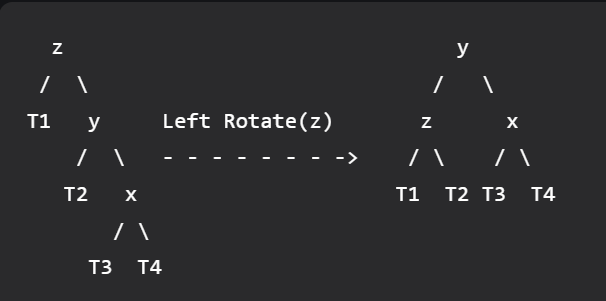 z                                 y
/  \                            /   \
T1   y     Left Rotate(z)       z      x
/  \   - - - - - - - ->    / \    / \
T2   x                     T1  T2 T3  T4
/ \
T3  T4